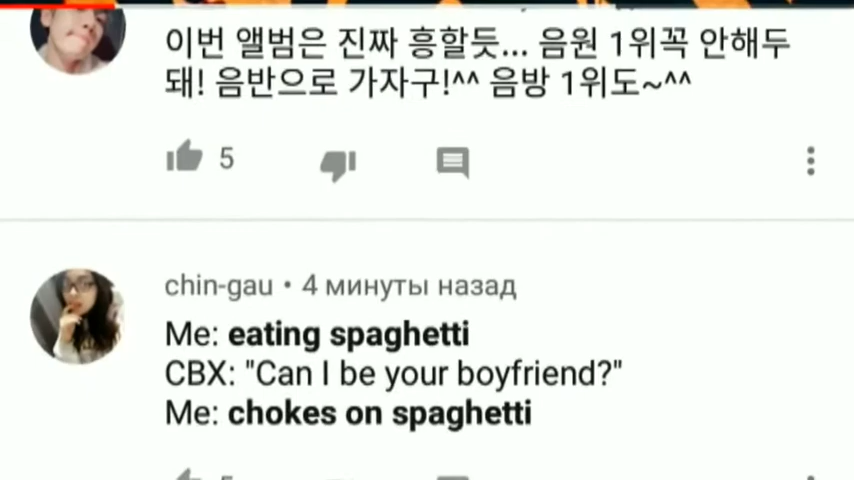 이번 앨범은 진짜 흥할듯... 음원 1위꼭 안해두
돼! 음반으로 가자구!^^ 음방 1위도~^^
5
chin-gau • 4 минуты назад
Me: eating spaghetti
CBX: "Can I be your boyfriend?"
Me: chokes on spaghetti